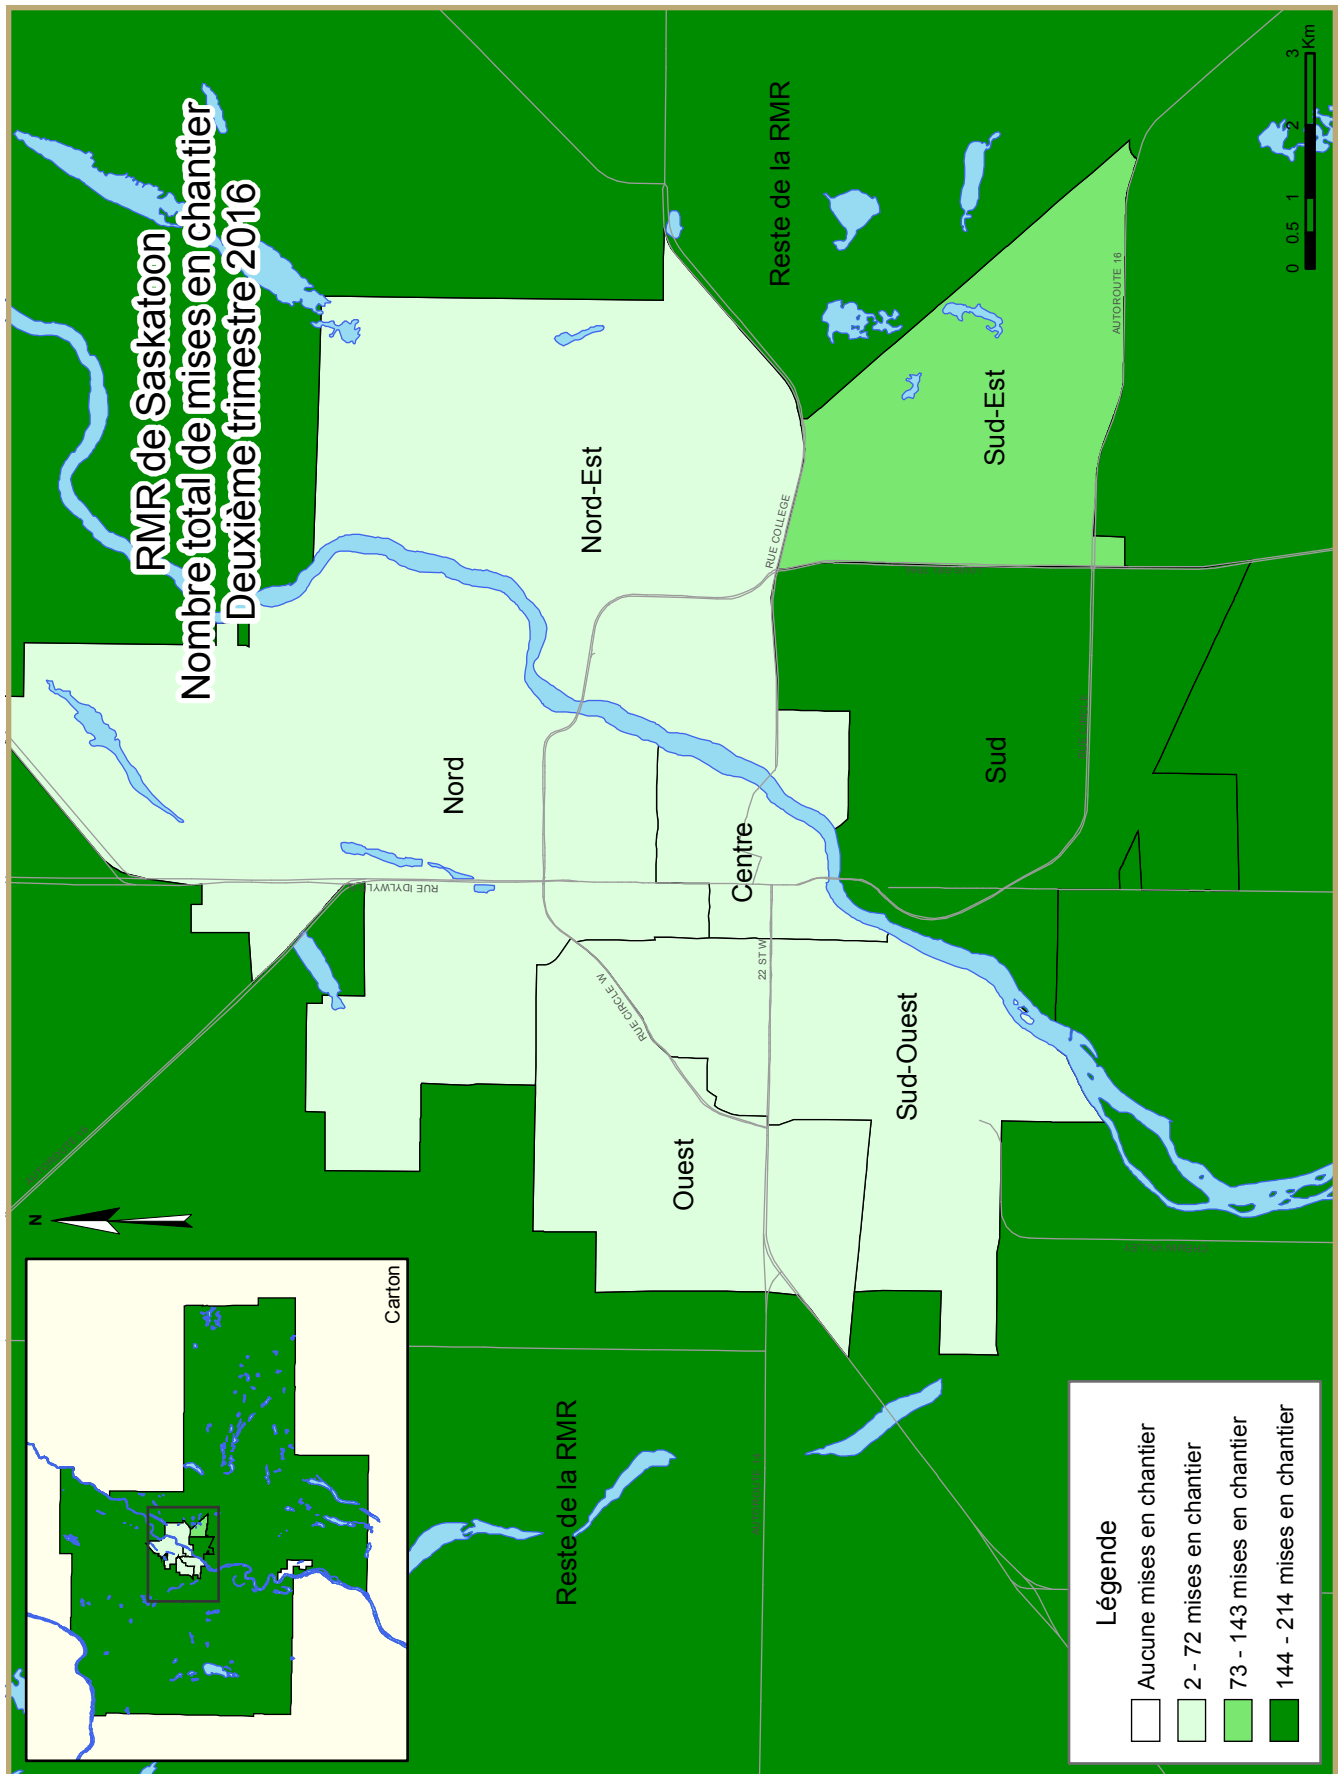 RMR de Saskatoon
Nombre total de mises en chantier
Deuxième trimestre 2016
N
Carton
Reste de la RMR
Reste de la RMR
Nord
Nord-Est
Centre
Ouest
Sud-Ouest
Sud
Sud-Est
RUE IDYLWYL
RUE CIRCLE W
22 ST W
RUE COLLEGE
AUTOROUTE 16
Légende
Aucune mises en chantier
2 - 72 mises en chantier
73 - 143 mises en chantier
144 - 214 mises en chantier
0 0.5 1 2 3
Km